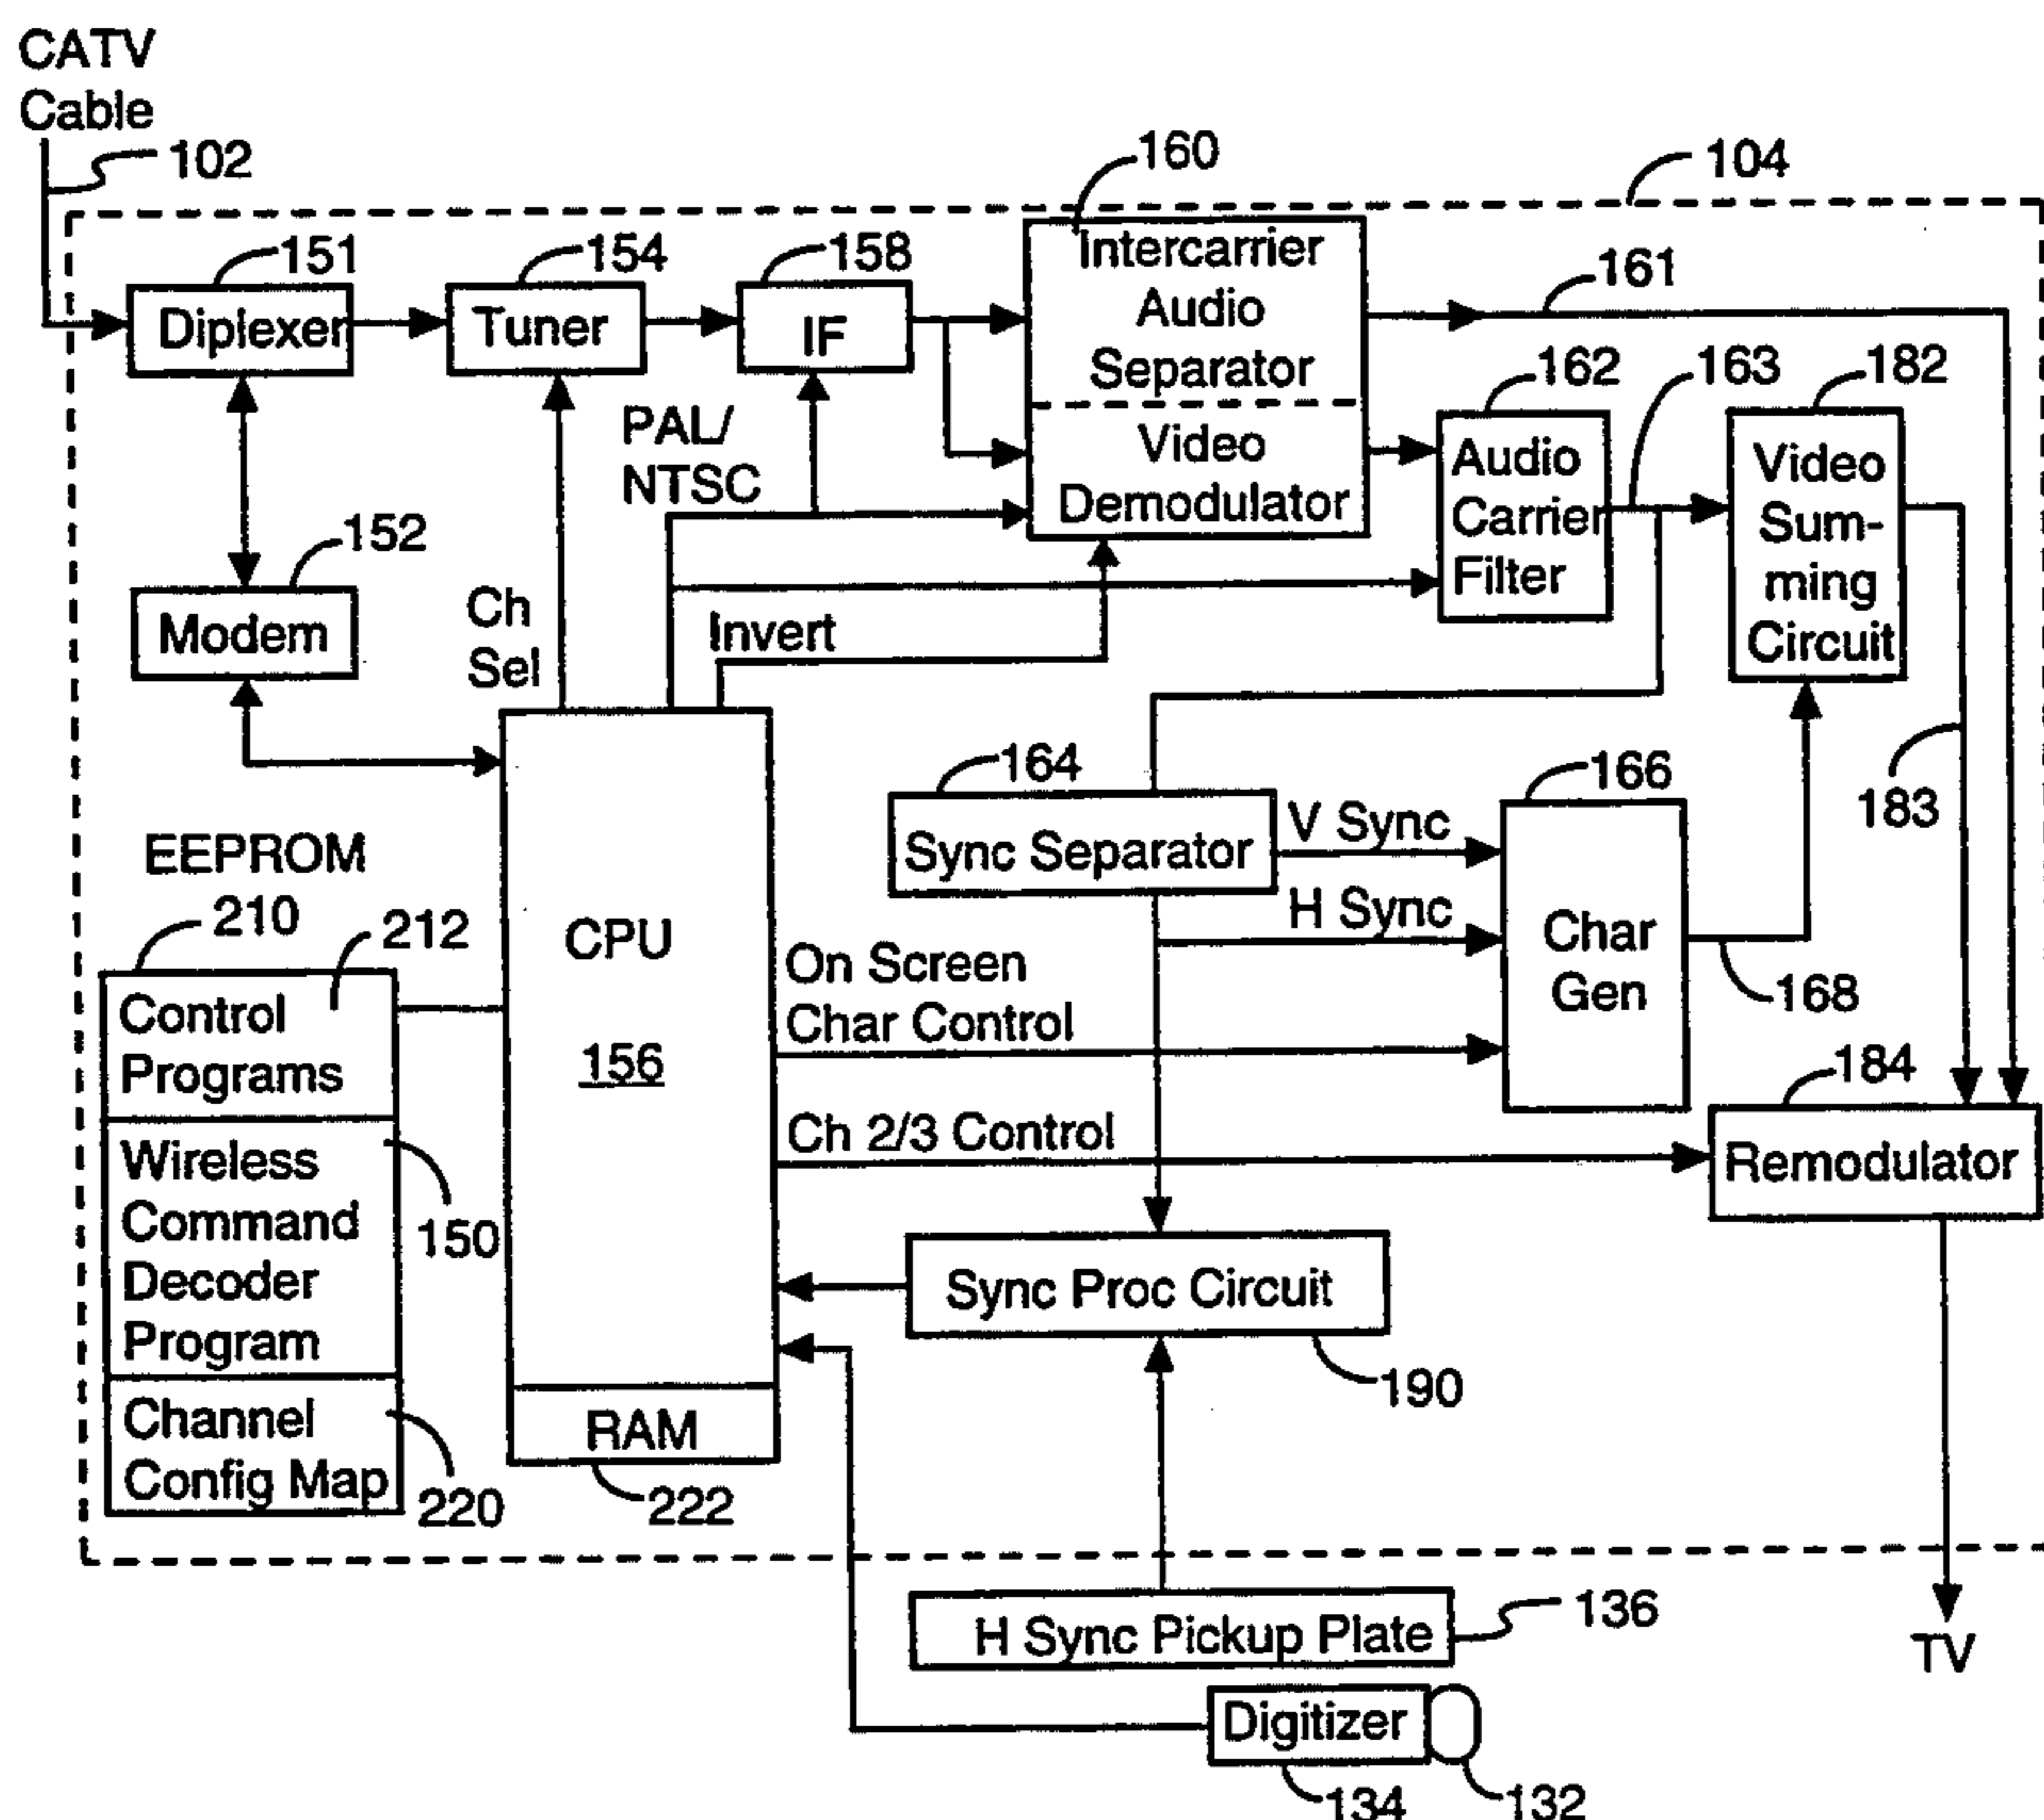 CATV
Cable
102
160
104
151
154
158
161
Diplexer
Tuner
IF
Intercarrier
Audio
Separator
Video
Demodulator
162
163
182
Audio
Carrier
Filter
Video
Sum-
ming
Circuit
PAL/
NTSC
152
Modem
Ch
Sel
Invert
183
164
166
Sync Separator
V Sync
H Sync
Char
Gen
168
EEPROM
210
212
Control
Programs
Wireless
Command
Decoder
Program
150
Channel
Config Map
220
CPU
156
RAM
222
On Screen
Char Control
Ch 2/3 Control
184
Remodulator
Sync Proc Circuit
190
H Sync Pickup Plate
136
TV
Digitizer
134
132